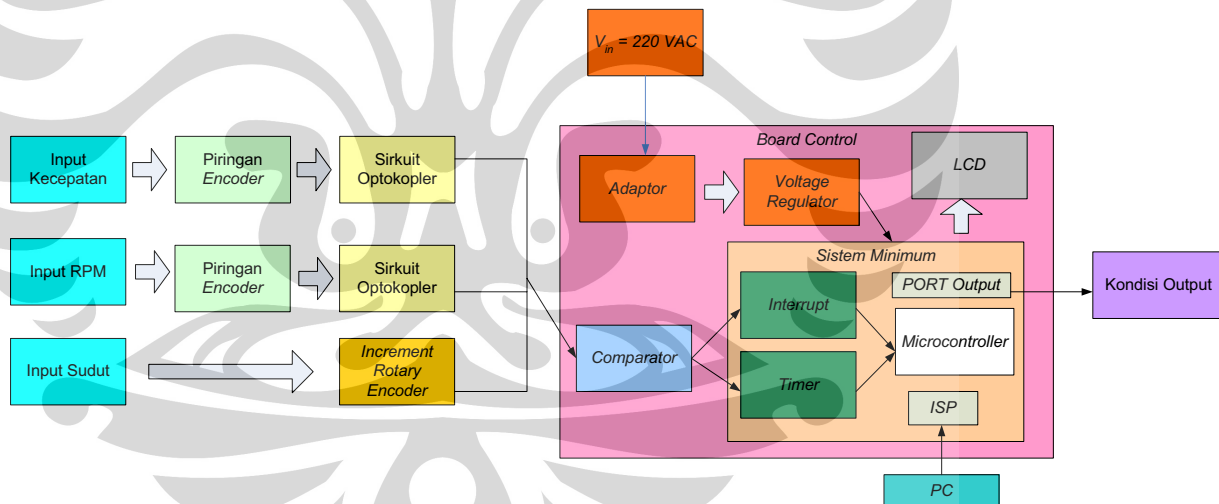 V_in = 220 VAC
Board Control
Input
Kecepatan
Piringan
Encoder
Sirkuit
Optokopler
Adaptor
Voltage
Regulator
LCD
Input RPM
Piringan
Encoder
Sirkuit
Optokopler
Sistem Minimum
Interrupt
PORT Output
Kondisi Output
Input Sudut
Increment
Rotary
Encoder
Comparator
Microcontroller
Timer
ISP
PC